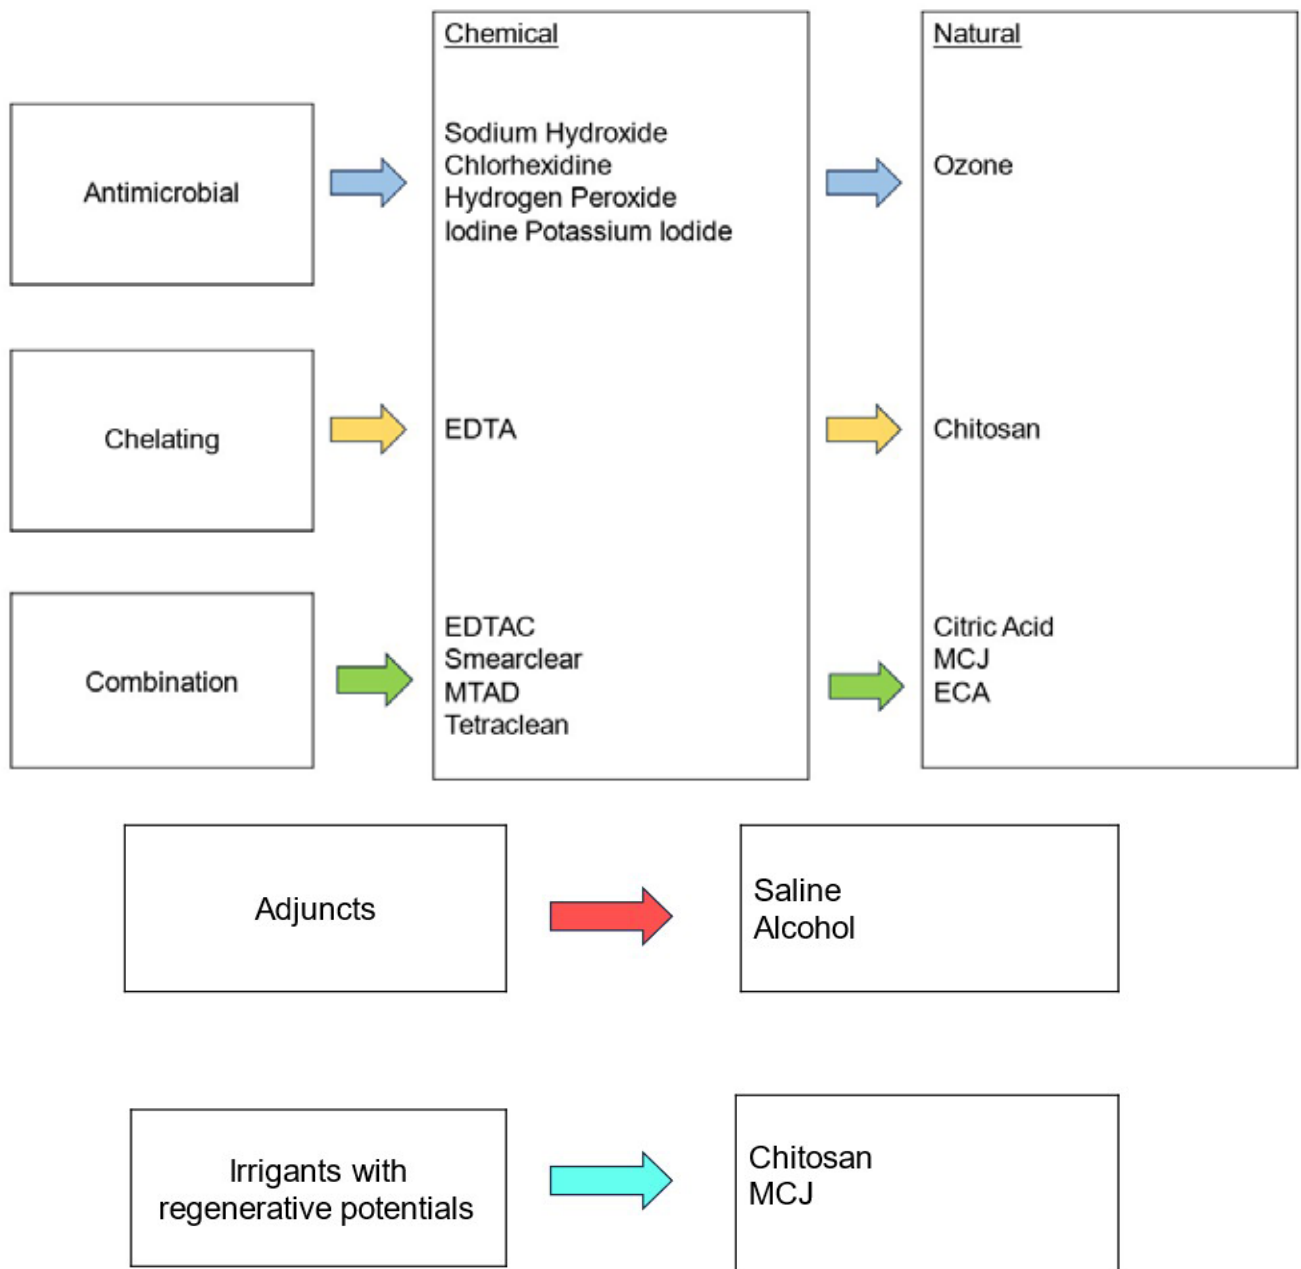 Chemical
Natural
Antimicrobial
Sodium Hydroxide
Chlorhexidine
Hydrogen Peroxide
Iodine Potassium Iodide
Ozone
Chelating
EDTA
Chitosan
Combination
EDTAC
Smearclear
MTAD
Tetraclean
Citric Acid
MCJ
ECA
Adjuncts
Saline
Alcohol
Irrigants with
regenerative potentials
Chitosan
MCJ